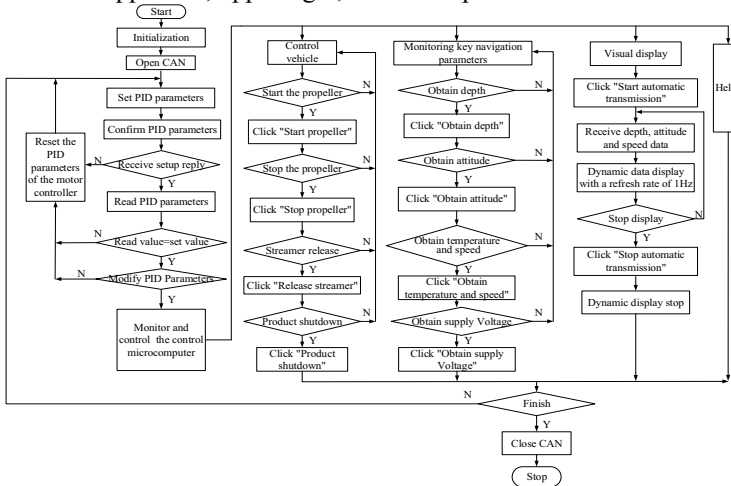 Start
Initialization
Open CAN
Set PID parameters
Confirm PID parameters
Receive setup reply
N
Y
Reset the
PID
parameters
of the motor
controller
Read PID parameters
Read value=set value
N
Y
Modify PID Parameters
N
Y
Monitor and
control the control
microcomputer
Control
vehicle
Start the propeller
N
Y
Click "Start propeller"
Stop the propeller
N
Y
Click "Stop propeller"
Streamer release
N
Y
Click "Release streamer"
Product shutdown
N
Y
Click "Product
shutdown"
Monitoring key navigation
parameters
Obtain depth
N
Y
Click "Obtain depth"
Obtain attitude
N
Y
Click "Obtain attitude"
Obtain temperature
and speed
N
Y
Click "Obtain
temperature and speed"
Obtain supply Voltage
N
Y
Click "Obtain supply
Voltage"
Visual display
Click "Start automatic
transmission"
Receive depth, attitude
and speed data
Dynamic data display
with a refresh rate of 1Hz
Stop display
N
Y
Click "Stop automatic
transmission"
Dynamic display stop
Hel
Finish
N
Y
Close CAN
Stop